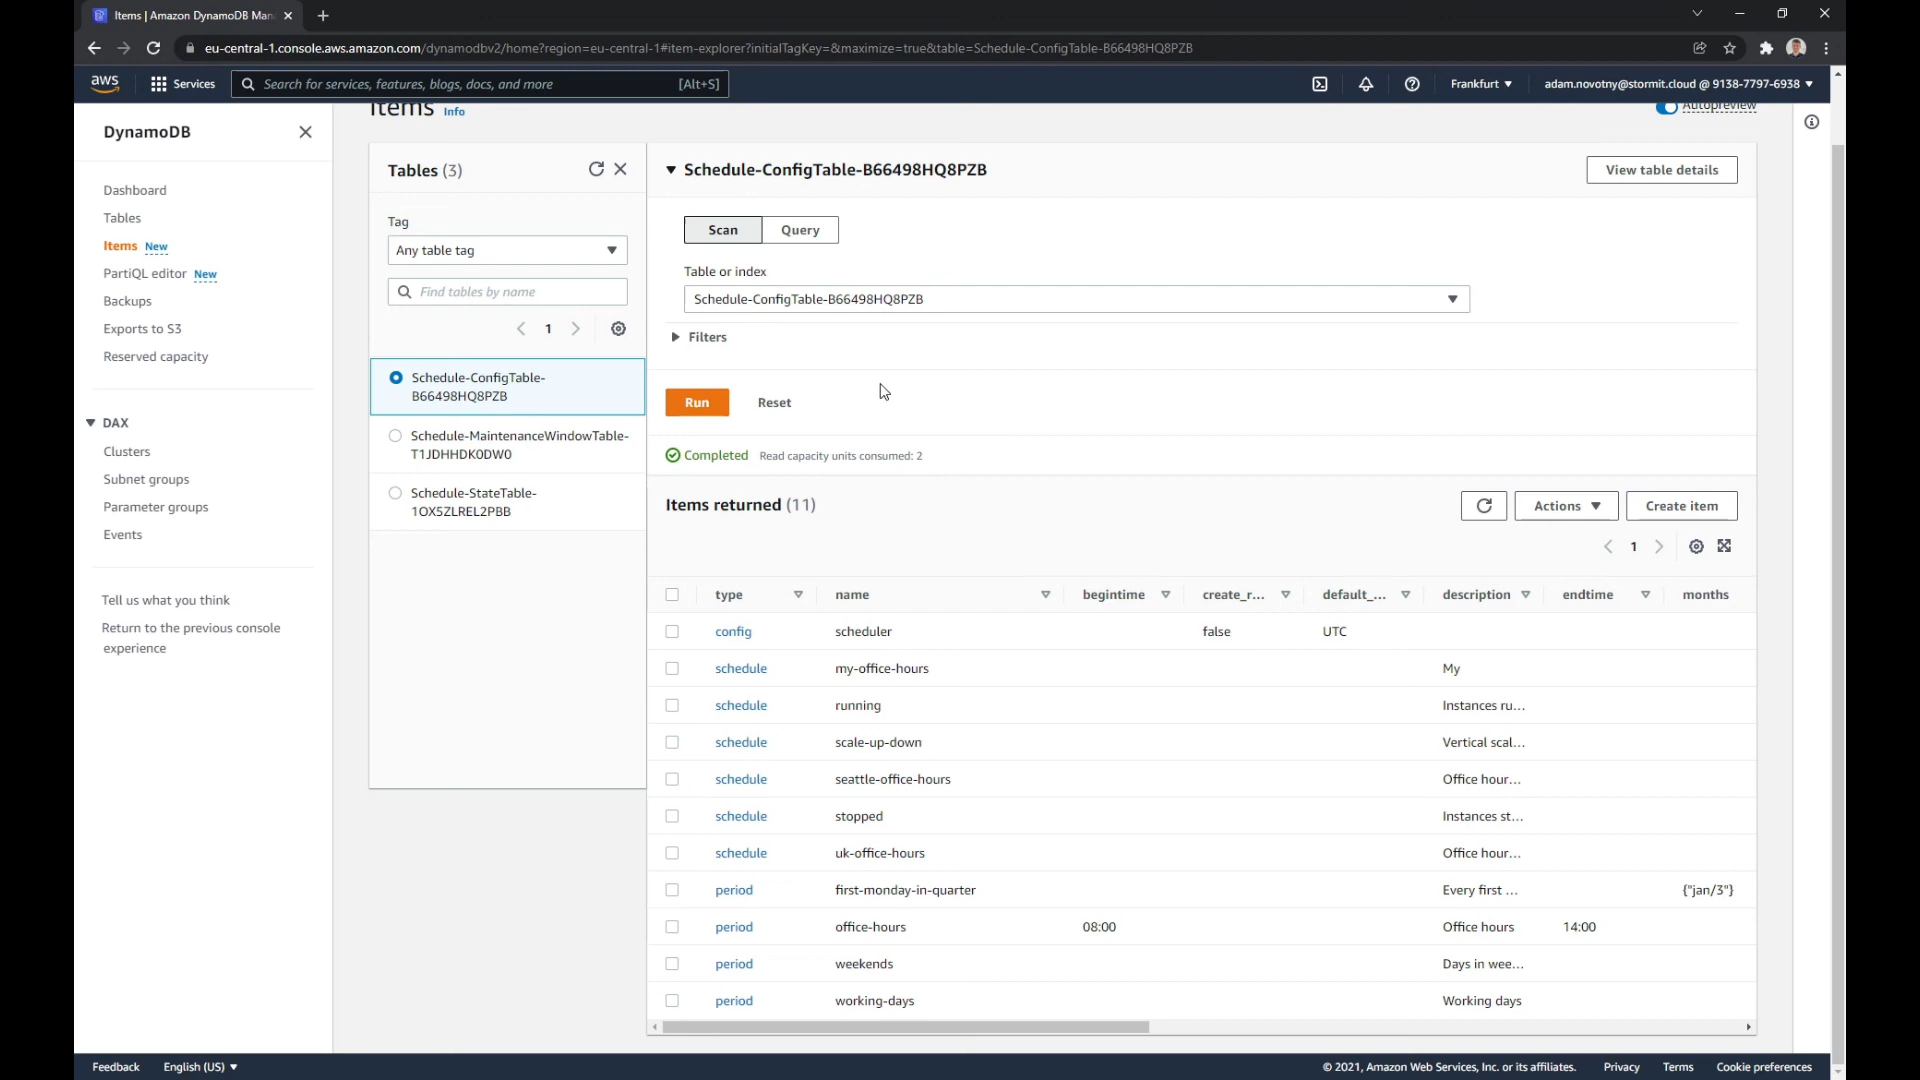 Items | Amazon DynamoDB Man
eu-central-1.console.aws.amazon.com/dynamodbv2/home?region=eu-central-1#item-explorer?initialTagKey=&maximize=true&table=Schedule-ConfigTable-B66498HQ8PZB
aws
Services
Search for services, features, blogs, docs, and more
[Alt+S]
Frankfurt
adam.novotny@stormit.cloud @ 9138-7797-6938
DynamoDB
Dashboard
Tables
Items New
PartiQL editor New
Backups
Exports to S3
Reserved capacity
DAX
Clusters
Subnet groups
Parameter groups
Events
Tell us what you think
Return to the previous console
experience
Items Info
Autopreview
Tables (3)
Tag
Any table tag
Find tables by name
1
Schedule-ConfigTable-
B66498HQ8PZB
Schedule-MaintenanceWindowTable-
T1JDHHDK0DW0
Schedule-StateTable-
1OX5ZLREL2PBB
Schedule-ConfigTable-B66498HQ8PZB
View table details
Scan
Query
Table or index
Schedule-ConfigTable-B66498HQ8PZB
Filters
Run
Reset
Completed Read capacity units consumed: 2
Items returned (11)
Actions
Create item
1
type name begintime create_r... default_... description endtime months
config scheduler false UTC
schedule my-office-hours My
schedule running Instances ru...
schedule scale-up-down Vertical scal...
schedule seattle-office-hours Office hour...
schedule stopped Instances st...
schedule uk-office-hours Office hour...
period first-monday-in-quarter Every first ... {"jan/3"}
period office-hours 08:00 Office hours 14:00
period weekends Days in wee...
period working-days Working days
Feedback English (US) © 2021, Amazon Web Services, Inc. or its affiliates. Privacy Terms Cookie preferences